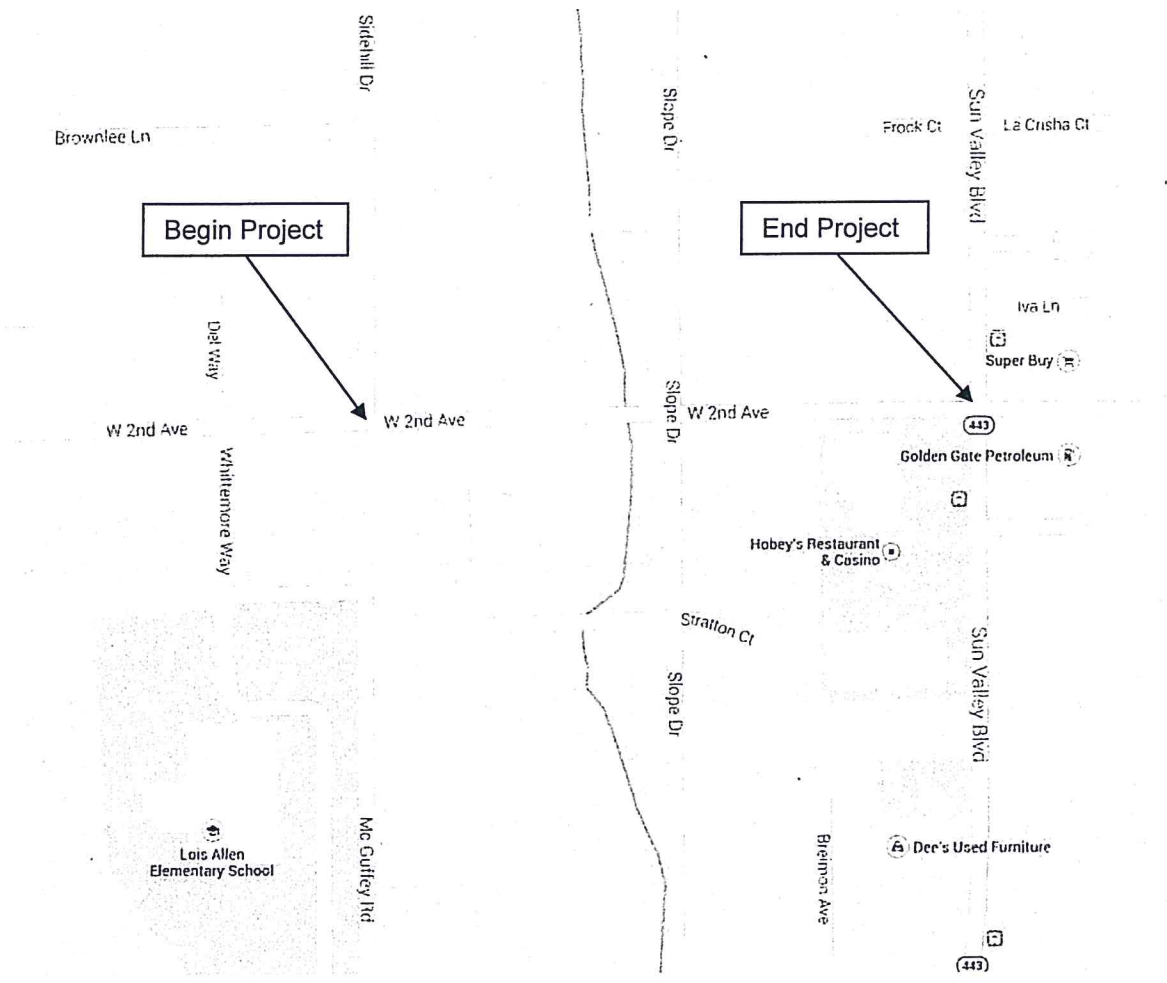 Sidehill Dr
Slope Dr
Sun Valley Blvd
Frock Ct
La Crisha Ct
Brownlee Ln
Begin Project
End Project
Iva Ln
Del Way
Super Buy
W 2nd Ave
W 2nd Ave
Slope Dr
W 2nd Ave
443
Golden Gate Petroleum
Whittemore Way
Hobey's Restaurant
& Casino
Stratton Ct
Sun Valley Blvd
Slope Dr
Lois Allen
Elementary School
Mc Guffey Rd
Breimon Ave
Dee's Used Furniture
443